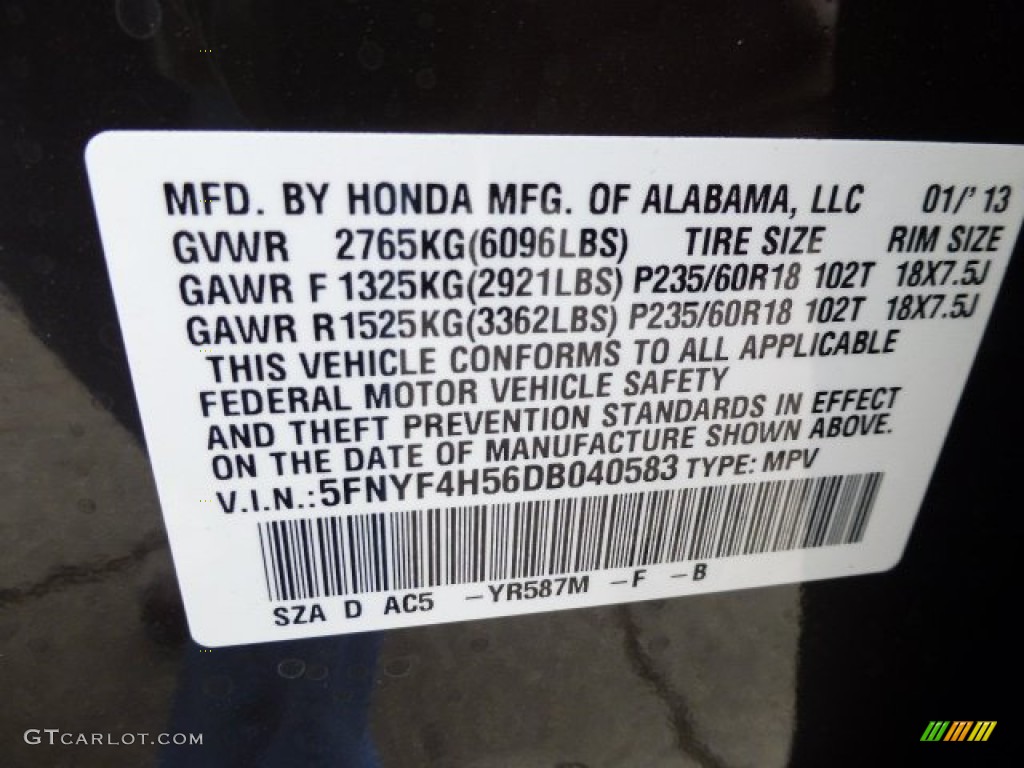 MFD. BY HONDA MFG. OF ALABAMA, LLC 01/'13
GVWR 2765KG(6096LBS) TIRE SIZE RIM SIZE
GAWR F 1325KG(2921LBS) P235/60R18 102T 18X7.5J
GAWR R 1525KG(3362LBS) P235/60R18 102T 18X7.5J
THIS VEHICLE CONFORMS TO ALL APPLICABLE
FEDERAL MOTOR VEHICLE SAFETY
AND THEFT PREVENTION STANDARDS IN EFFECT
ON THE DATE OF MANUFACTURE SHOWN ABOVE.
V.I.N.:5FNYF4H56DB040583 TYPE: MPV
SZA D AC5 -YR587M -F -B
GTCARLOT.COM